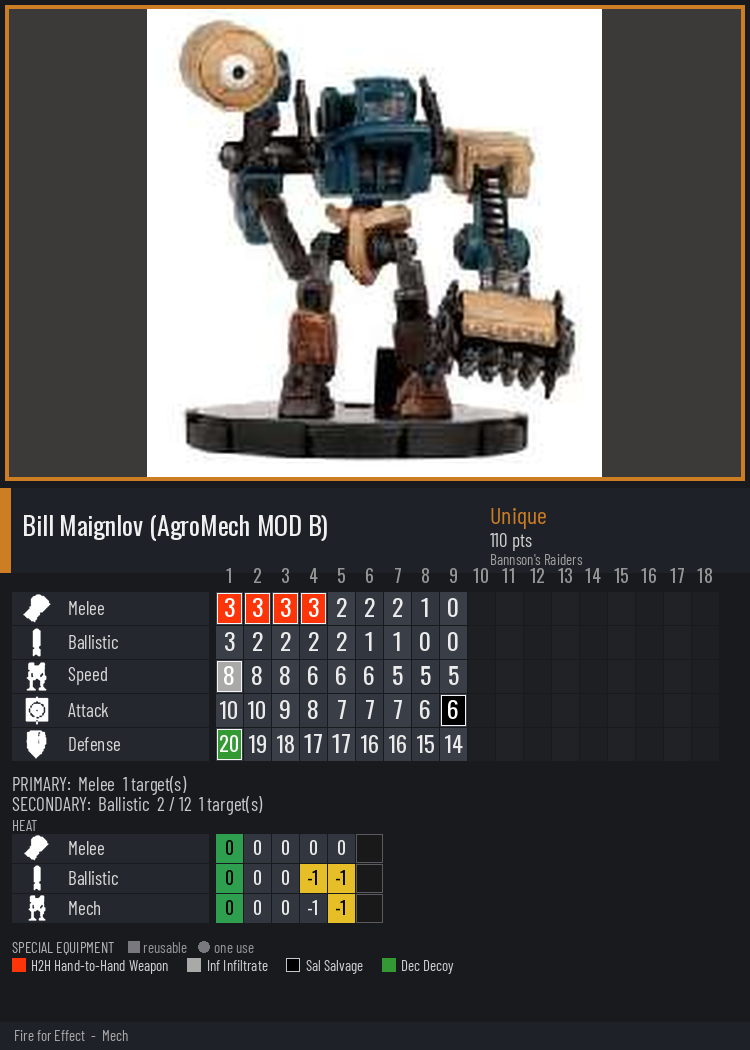 Bill Maignlov (AgroMech MOD B)
Unique
110 pts
Bannson's Raiders
1 2 3 4 5 6 7 8 9 10 11 12 13 14 15 16 17 18
Melee 3 3 3 3 2 2 2 1 0
Ballistic 3 2 2 2 2 1 1 0 0
Speed 8 8 8 6 6 6 5 5 5
Attack 10 10 9 8 7 7 7 6 6
Defense 20 19 18 17 17 16 16 15 14
PRIMARY: Melee 1 target(s)
SECONDARY: Ballistic 2 / 12 1 target(s)
HEAT
Melee 0 0 0 0 0
Ballistic 0 0 0 -1 -1
Mech 0 0 0 -1 -1
SPECIAL EQUIPMENT reusable one use
H2H Hand-to-Hand Weapon Inf Infiltrate Sal Salvage Dec Decoy
Fire for Effect - Mech